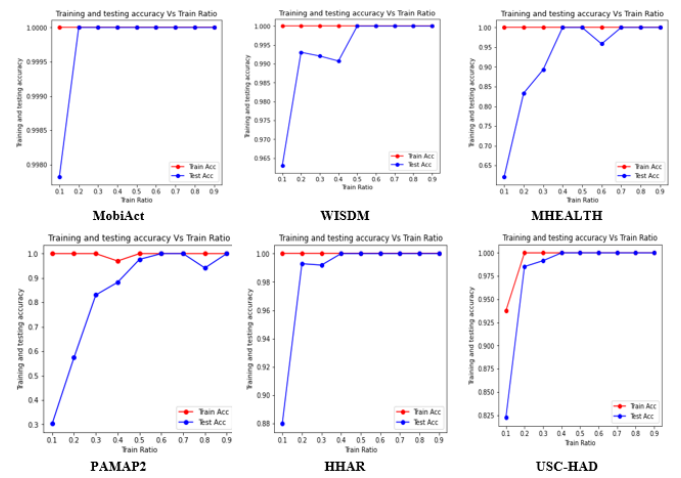 Training and testing accuracy Vs Train Ratio
Training and testing accuracy
1.0000
0.9995
0.9990
0.9985
0.9980
Train Acc
Test Acc
0.1 0.2 0.3 0.4 0.5 0.6 0.7 0.8 0.9
Train Ratio
MobiAct
Training and testing accuracy Vs Train Ratio
Training and testing accuracy
1.000
0.995
0.990
0.985
0.980
0.975
0.970
0.965
Train Acc
Test Acc
0.1 0.2 0.3 0.4 0.5 0.6 0.7 0.8 0.9
Train Ratio
WISDM
Training and testing accuracy Vs Train Ratio
Training and testing accuracy
1.00
0.95
0.90
0.85
0.80
0.75
0.70
0.65
Train Acc
Test Acc
0.1 0.2 0.3 0.4 0.5 0.6 0.7 0.8 0.9
Train Ratio
MHEALTH
Training and testing accuracy Vs Train Ratio
Training and testing accuracy
1.0
0.9
0.8
0.7
0.6
0.5
0.4
0.3
Train Acc
Test Acc
0.1 0.2 0.3 0.4 0.5 0.6 0.7 0.8 0.9
Train Ratio
PAMAP2
Training and testing accuracy Vs Train Ratio
Training and testing accuracy
1.00
0.98
0.96
0.94
0.92
0.90
0.88
Train Acc
Test Acc
0.1 0.2 0.3 0.4 0.5 0.6 0.7 0.8 0.9
Train Ratio
HHAR
Training and testing accuracy Vs Train Ratio
Training and testing accuracy
1.000
0.975
0.950
0.925
0.900
0.875
0.850
0.825
Train Acc
Test Acc
0.1 0.2 0.3 0.4 0.5 0.6 0.7 0.8 0.9
Train Ratio
USC-HAD